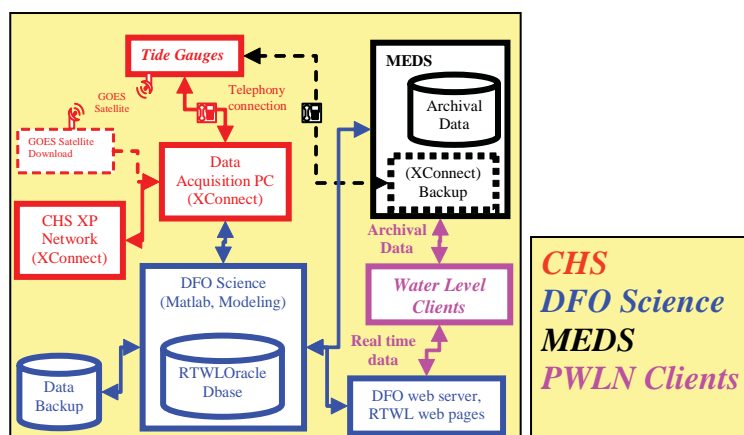 Tide Gauges
MEDS
GOES
Satellite
Telephony
connection
Archival
Data
GOES Satellite
Download
Data
Acquisition PC
(XConnect)
(XConnect)
Backup
CHS XP
Network
(XConnect)
Archival
Data
DFO Science
(Matlab, Modeling)
Water Level
Clients
RTWLOracle
Dbase
Real time
data
Data
Backup
DFO web server,
RTWL web pages
CHS
DFO Science
MEDS
PWLN Clients